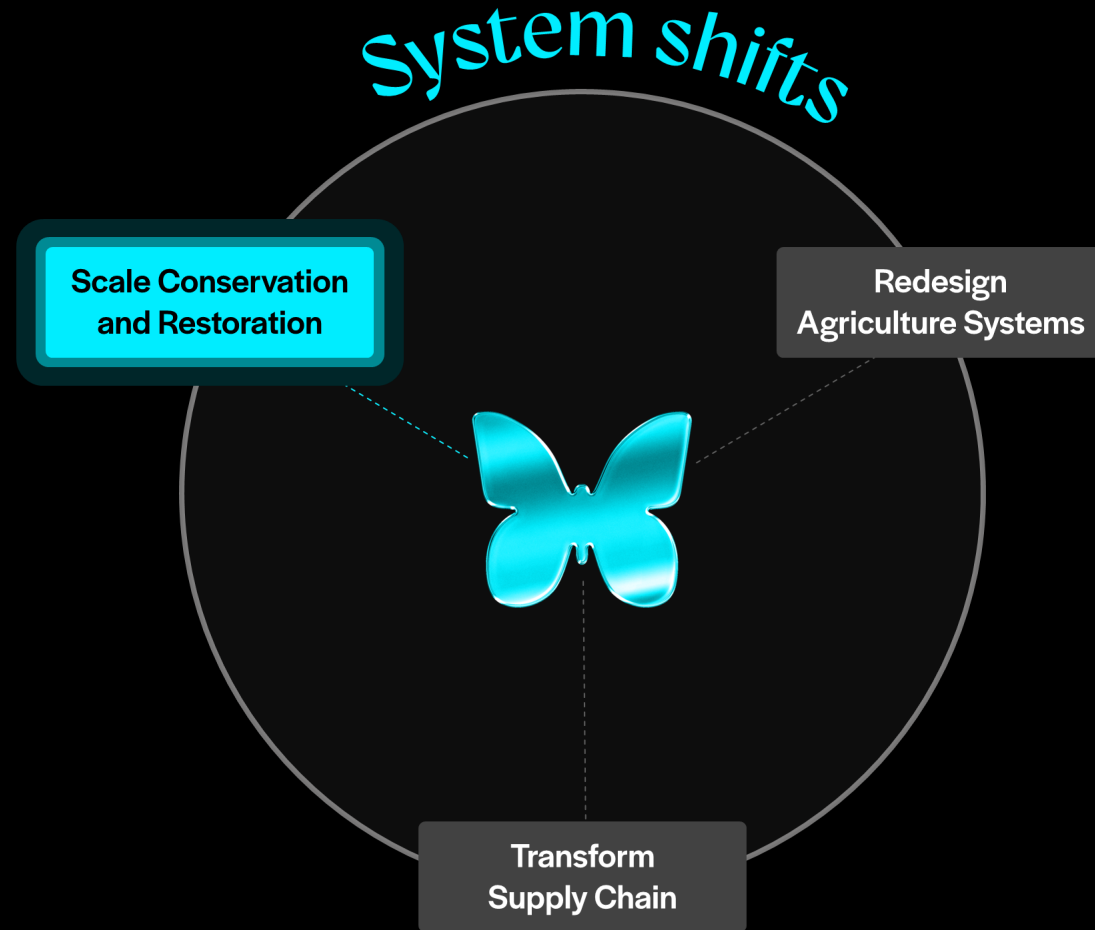 System shifts
Scale Conservation
and Restoration
Redesign
Agriculture Systems
Transform
Supply Chain